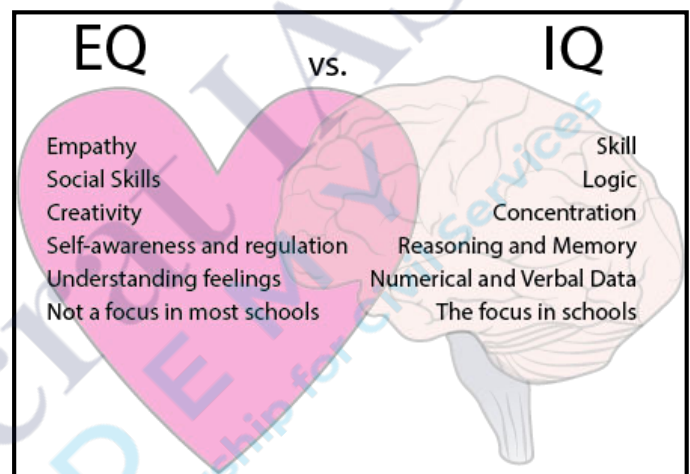 EQ vs. IQ
Empathy
Social Skills
Creativity
Self-awareness and regulation
Understanding feelings
Not a focus in most schools
Skill
Logic
Concentration
Reasoning and Memory
Numerical and Verbal Data
The focus in schools